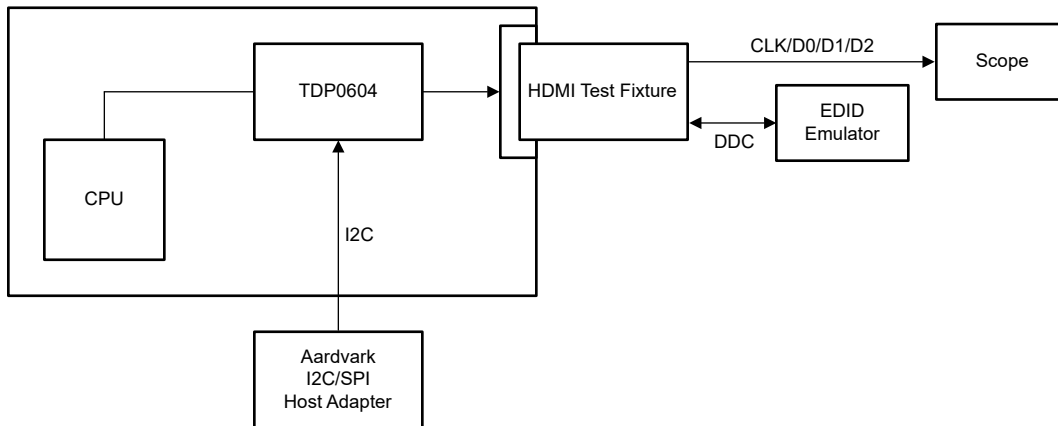 CLK/D0/D1/D2
Scope
TDP0604
HDMI Test Fixture
EDID
Emulator
DDC
CPU
I2C
Aardvark
I2C/SPI
Host Adapter